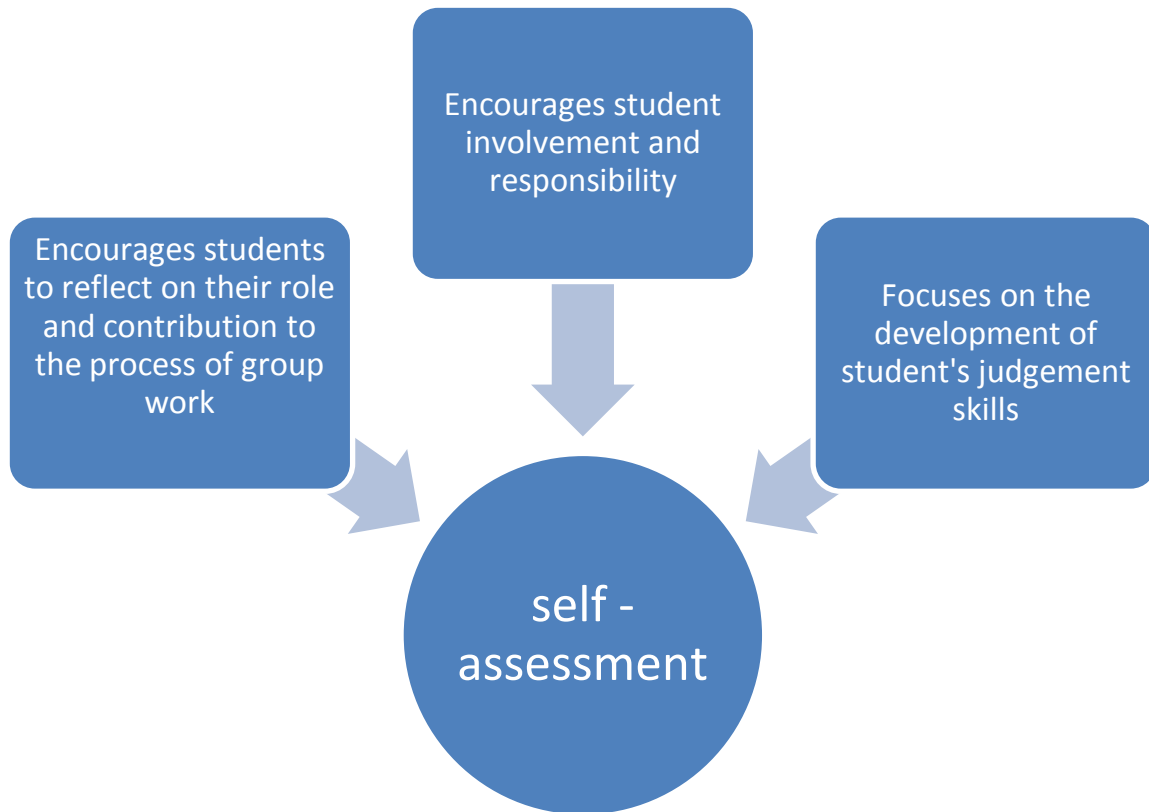 Encourages students
to reflect on their role
and contribution to
the process of group
work
Encourages student
involvement and
responsibility
Focuses on the
development of
student's judgement
skills
self -
assessment